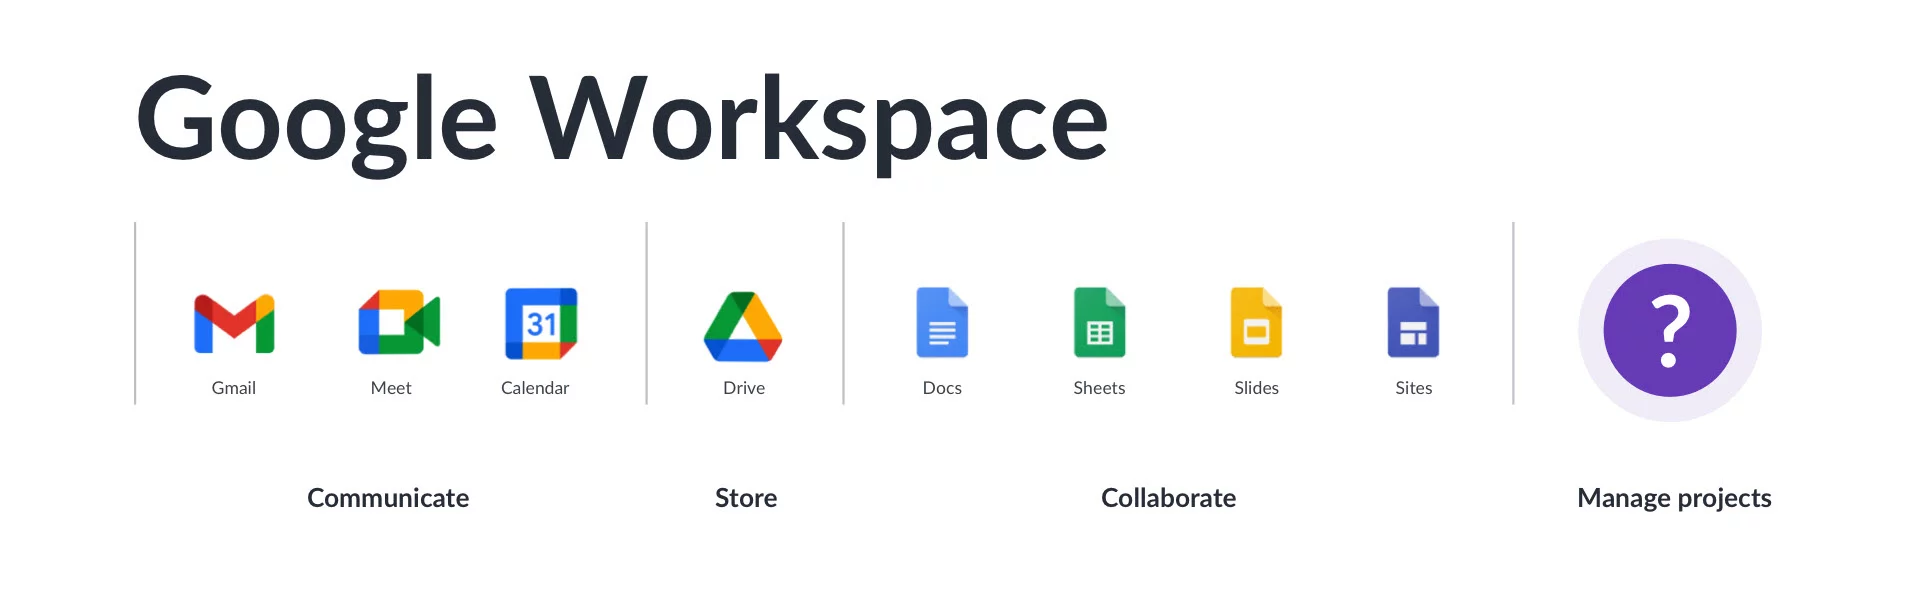 Google Workspace
31
?
Gmail Meet Calendar Drive Docs Sheets Slides Sites
Communicate Store Collaborate Manage projects